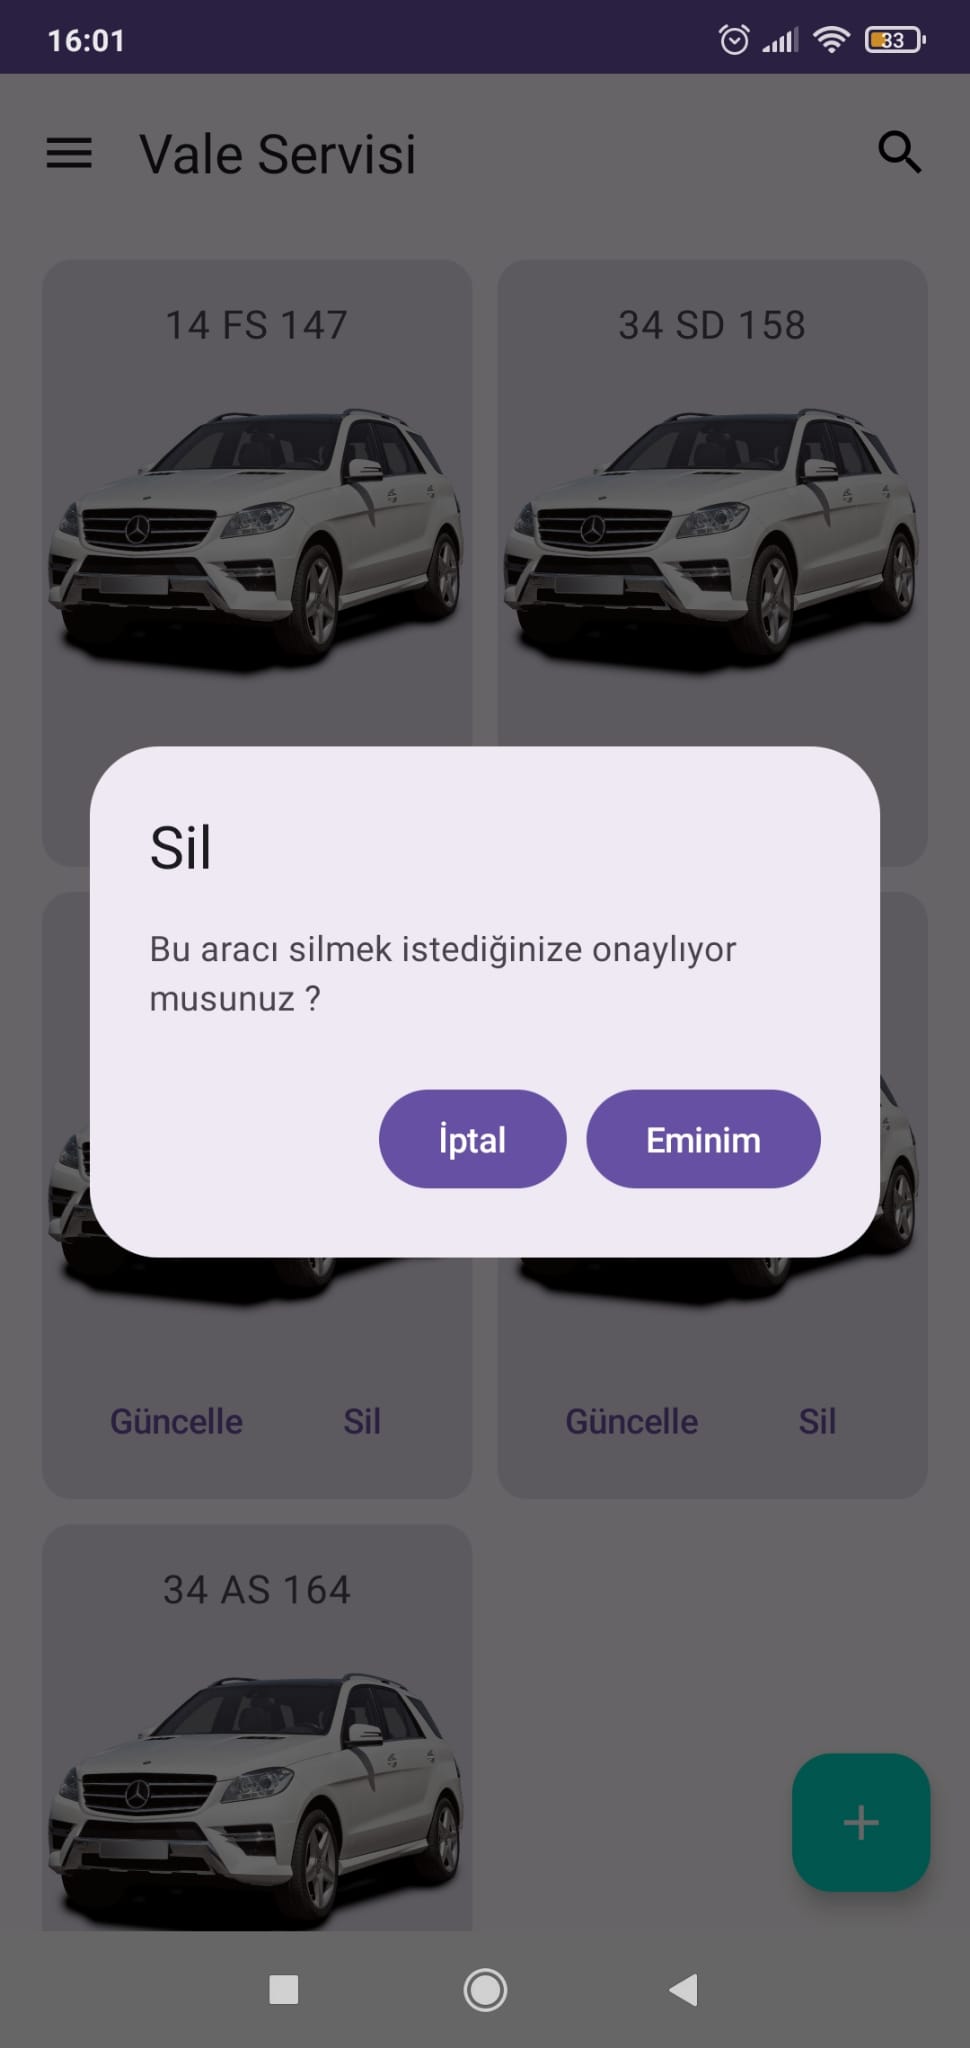 16:01
33
Vale Servisi
14 FS 147
34 SD 158
Sil
Bu aracı silmek istediğinize onaylıyor
musunuz ?
İptal
Eminim
Güncelle
Sil
Güncelle
Sil
34 AS 164